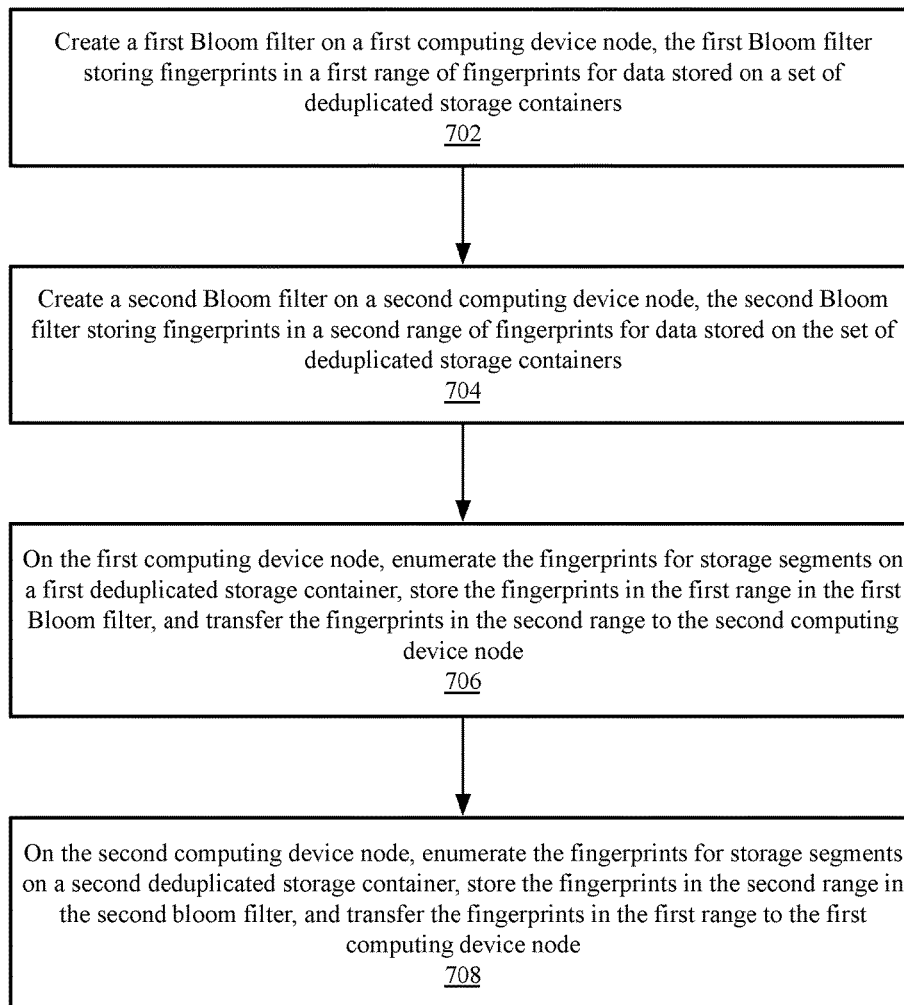 Create a first Bloom filter on a first computing device node, the first Bloom filter
storing fingerprints in a first range of fingerprints for data stored on a set of
deduplicated storage containers
702
Create a second Bloom filter on a second computing device node, the second Bloom
filter storing fingerprints in a second range of fingerprints for data stored on the set of
deduplicated storage containers
704
On the first computing device node, enumerate the fingerprints for storage segments on
a first deduplicated storage container, store the fingerprints in the first range in the first
Bloom filter, and transfer the fingerprints in the second range to the second computing
device node
706
On the second computing device node, enumerate the fingerprints for storage segments
on a second deduplicated storage container, store the fingerprints in the second range in
the second bloom filter, and transfer the fingerprints in the first range to the first
computing device node
708